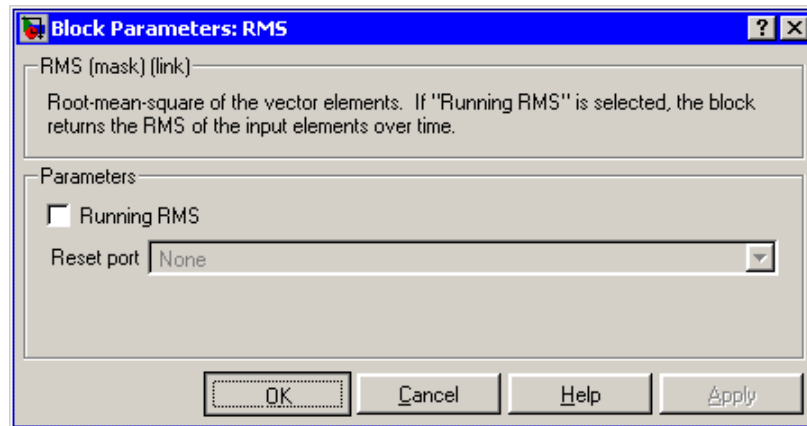 Block Parameters: RMS
RMS (mask) (link)
Root-mean-square of the vector elements.  If "Running RMS" is selected, the block
returns the RMS of the input elements over time.
Parameters
Running RMS
Reset port None
OK Cancel Help Apply